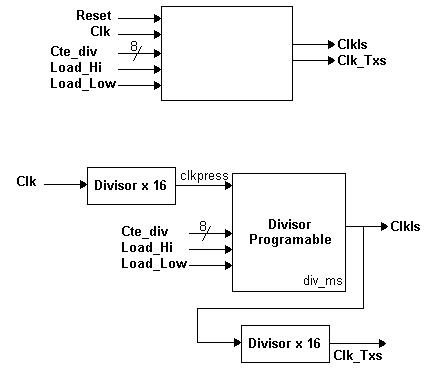 Reset
Clk
Cte_div
8
Load_Hi
Load_Low
Clkls
Clk_Txs
Clk
Divisor x 16
clkpress
Cte_div
8
Load_Hi
Load_Low
Divisor
Programable
div_ms
Clkls
Divisor x 16
Clk_Txs